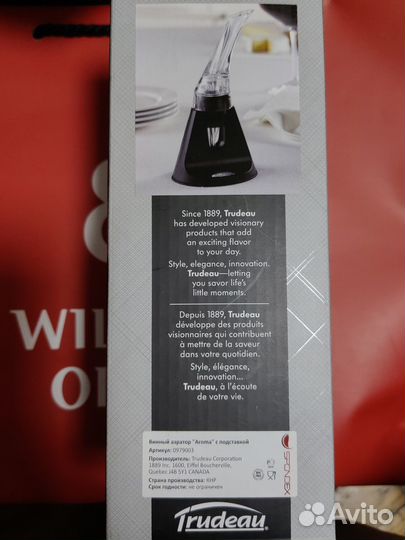 Since 1889, Trudeau
has developed visionary
products that add
an exciting flavor
to your day.
Style, elegance, innovation.
Trudeau—letting
you savor life's
little moments.
Depuis 1889, Trudeau
développe des produits
visionnaires qui contribuent
à mettre de la saveur
dans votre quotidien.
Style, élégance,
innovation...
Trudeau, à l'écoute
de votre vie.
WIL
Винный аэратор "Aroma" с подставкой
Артикул: 0979003
Производитель: Trudeau Corporation
1889 Inc. 1600, Eiffel Boucherville,
Quebec J4B 5Y1 CANADA
Страна производства: КНР
Срок годности: не ограничен
Trudeau
Avito